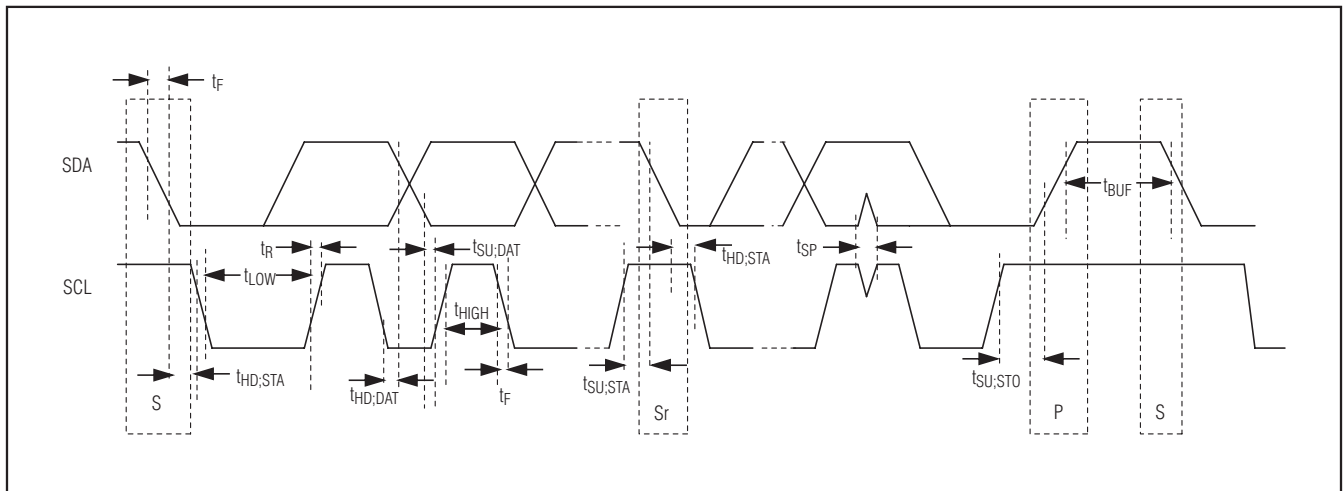 tF
SDA
tBUF
tR
tSU;DAT
tHD;STA
tSP
tLOW
SCL
tHIGH
tHD;STA
tHD;DAT
tF
tSU;STA
tSU;STO
S
Sr
P
S